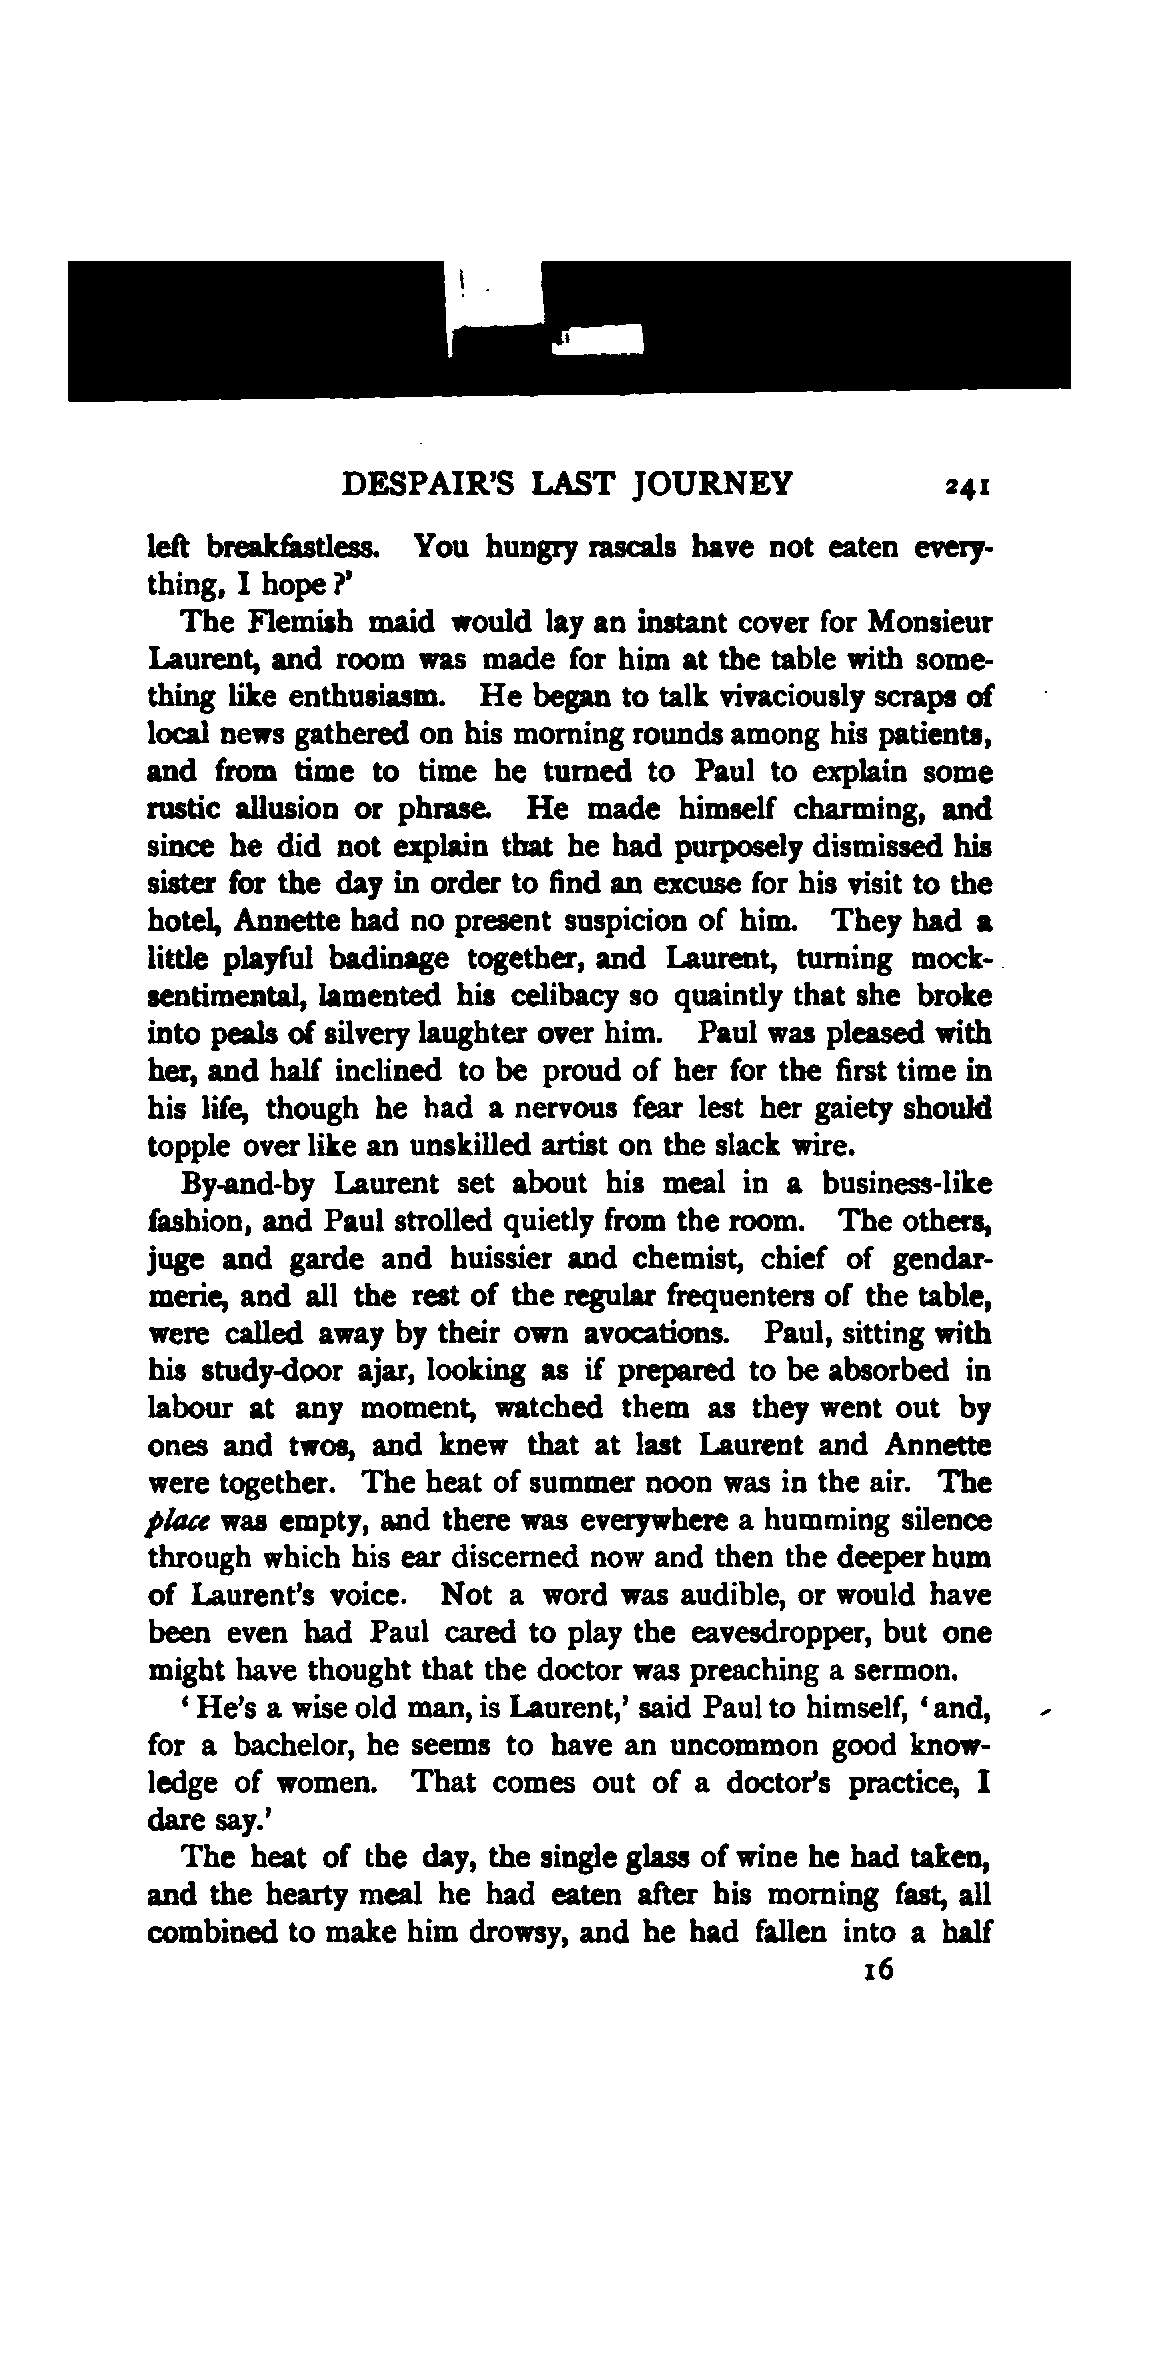 DESPAIR'S LAST JOURNEY 241
left breakfastless. You hungry rascals have not eaten every-
thing, I hope?'
The Flemish maid would lay an instant cover for Monsieur
Laurent, and room was made for him at the table with some-
thing like enthusiasm. He began to talk vivaciously scraps of
local news gathered on his morning rounds among his patients,
and from time to time he turned to Paul to explain some
rustic allusion or phrase. He made himself charming, and
since he did not explain that he had purposely dismissed his
sister for the day in order to find an excuse for his visit to the
hotel, Annette had no present suspicion of him. They had a
little playful badinage together, and Laurent, turning mock-
sentimental, lamented his celibacy so quaintly that she broke
into peals of silvery laughter over him. Paul was pleased with
her, and half inclined to be proud of her for the first time in
his life, though he had a nervous fear lest her gaiety should
topple over like an unskilled artist on the slack wire.
By-and-by Laurent set about his meal in a business-like
fashion, and Paul strolled quietly from the room. The others,
juge and garde and huissier and chemist, chief of gendar-
merie, and all the rest of the regular frequenters of the table,
were called away by their own avocations. Paul, sitting with
his study-door ajar, looking as if prepared to be absorbed in
labour at any moment, watched them as they went out by
ones and twos, and knew that at last Laurent and Annette
were together. The heat of summer noon was in the air. The
place was empty, and there was everywhere a humming silence
through which his ear discerned now and then the deeper hum
of Laurent's voice. Not a word was audible, or would have
been even had Paul cared to play the eavesdropper, but one
might have thought that the doctor was preaching a sermon.
'He's a wise old man, is Laurent,' said Paul to himself, 'and,
for a bachelor, he seems to have an uncommon good know-
ledge of women. That comes out of a doctor's practice, I
dare say.'
The heat of the day, the single glass of wine he had taken,
and the hearty meal he had eaten after his morning fast, all
combined to make him drowsy, and he had fallen into a half
16